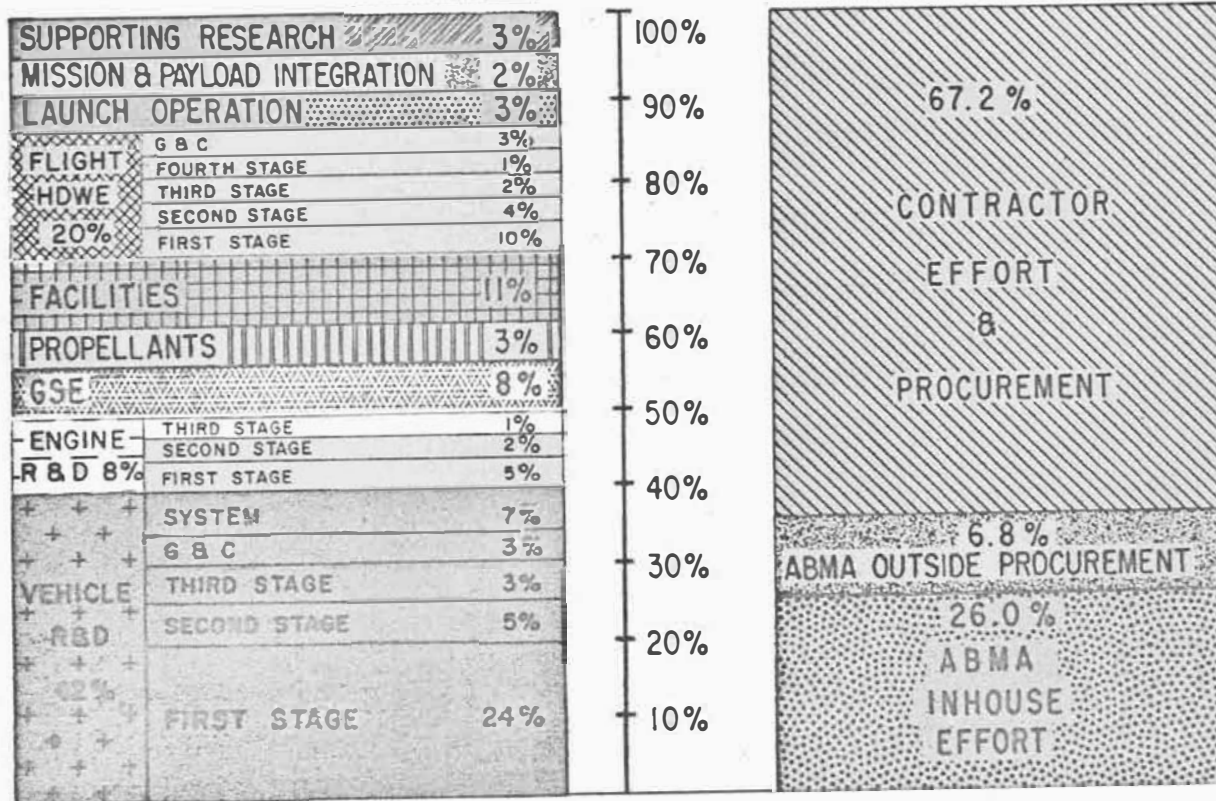 SUPPORTING RESEARCH 3%
MISSION & PAYLOAD INTEGRATION 2%
LAUNCH OPERATION 3%
FLIGHT
HDWE
20%
G & C 3%
FOURTH STAGE 1%
THIRD STAGE 2%
SECOND STAGE 4%
FIRST STAGE 10%
FACILITIES 11%
PROPELLANTS 3%
GSE 8%
ENGINE
R & D 8%
THIRD STAGE 1%
SECOND STAGE 2%
FIRST STAGE 5%
VEHICLE
R&D
42%
SYSTEM 7%
G & C 3%
THIRD STAGE 3%
SECOND STAGE 5%
FIRST STAGE 24%
100%
90%
80%
70%
60%
50%
40%
30%
20%
10%
67.2%
CONTRACTOR
EFFORT
&
PROCUREMENT
6.8%
ABMA OUTSIDE PROCUREMENT
26.0%
ABMA
INHOUSE
EFFORT